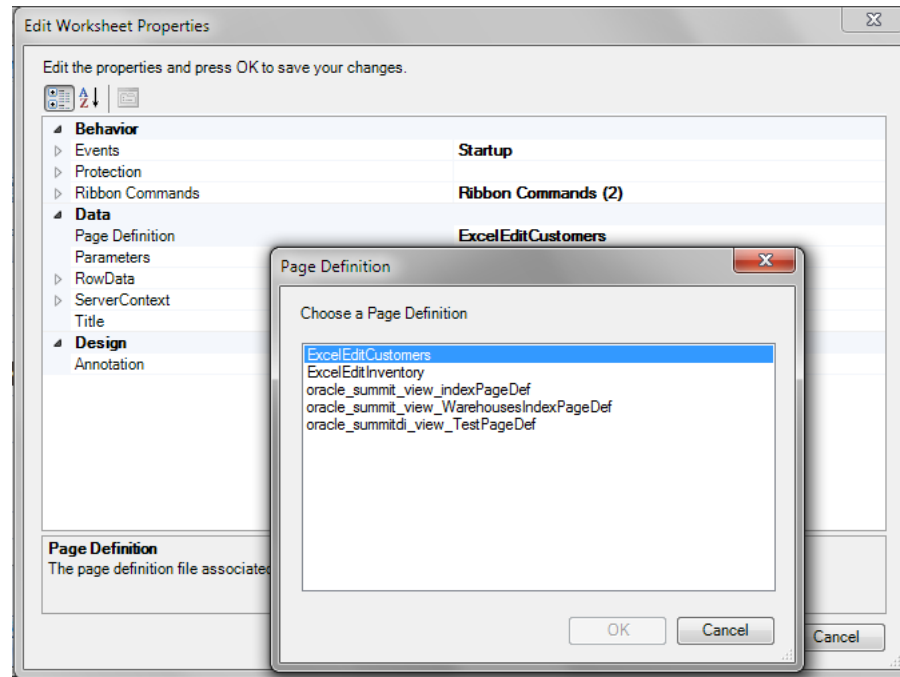 Edit Worksheet Properties
Edit the properties and press OK to save your changes.
Behavior
Events Startup
Protection
Ribbon Commands Ribbon Commands (2)
Data
Page Definition ExcelEditCustomers
Parameters
RowData
ServerContext
Title
Design
Annotation
Page Definition
The page definition file associated
Cancel
Page Definition
Choose a Page Definition
ExcelEditCustomers
ExcelEditInventory
oracle_summit_view_indexPageDef
oracle_summit_view_WarehousesIndexPageDef
oracle_summitdi_view_TestPageDef
OK Cancel